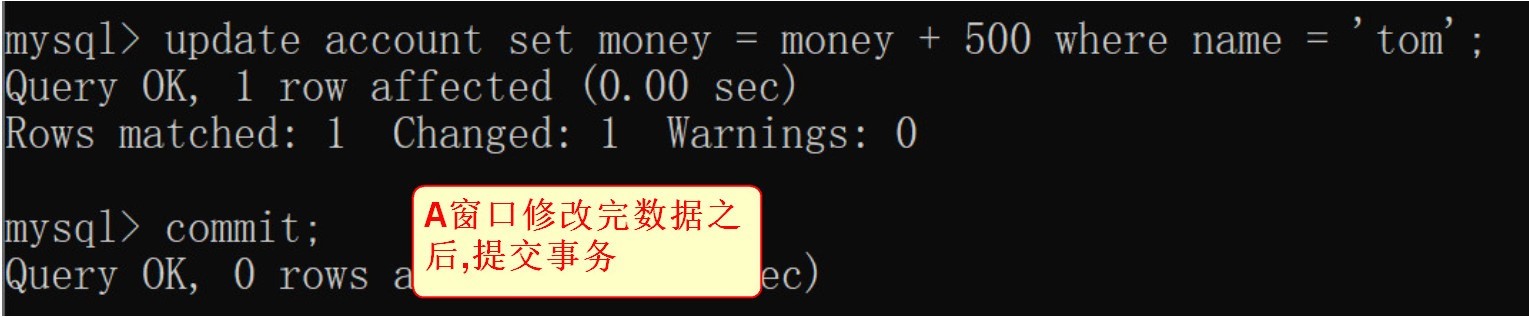 mysql> update account set money = money + 500 where name = 'tom';
Query OK, 1 row affected (0.00 sec)
Rows matched: 1  Changed: 1  Warnings: 0
mysql> commit;
A窗口修改完数据之
后,提交事务
Query OK, 0 rows a ec)